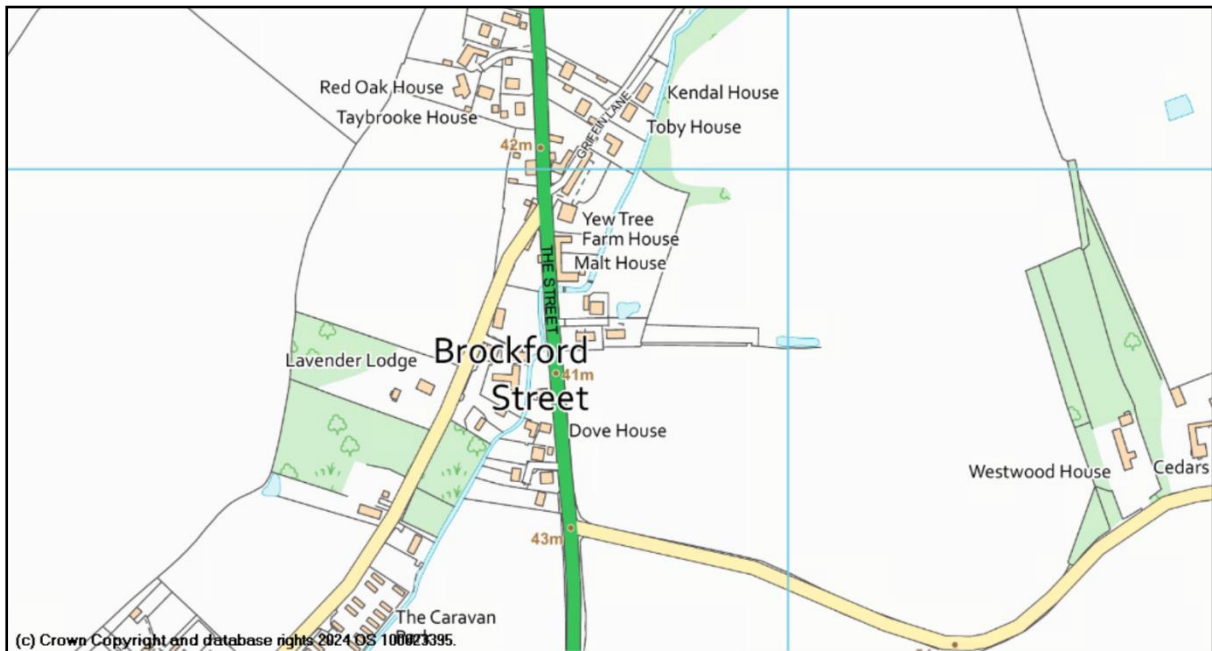 Red Oak House
Kendal House
Taybrooke House
Toby House
GRIFFIN LANE
42m
Yew Tree
Farm House
Malt House
THE STREET
Lavender Lodge
Brockford
Street
41m
Dove House
Westwood House
Cedars
43m
The Caravan
(c) Crown Copyright and database rights 2024 OS